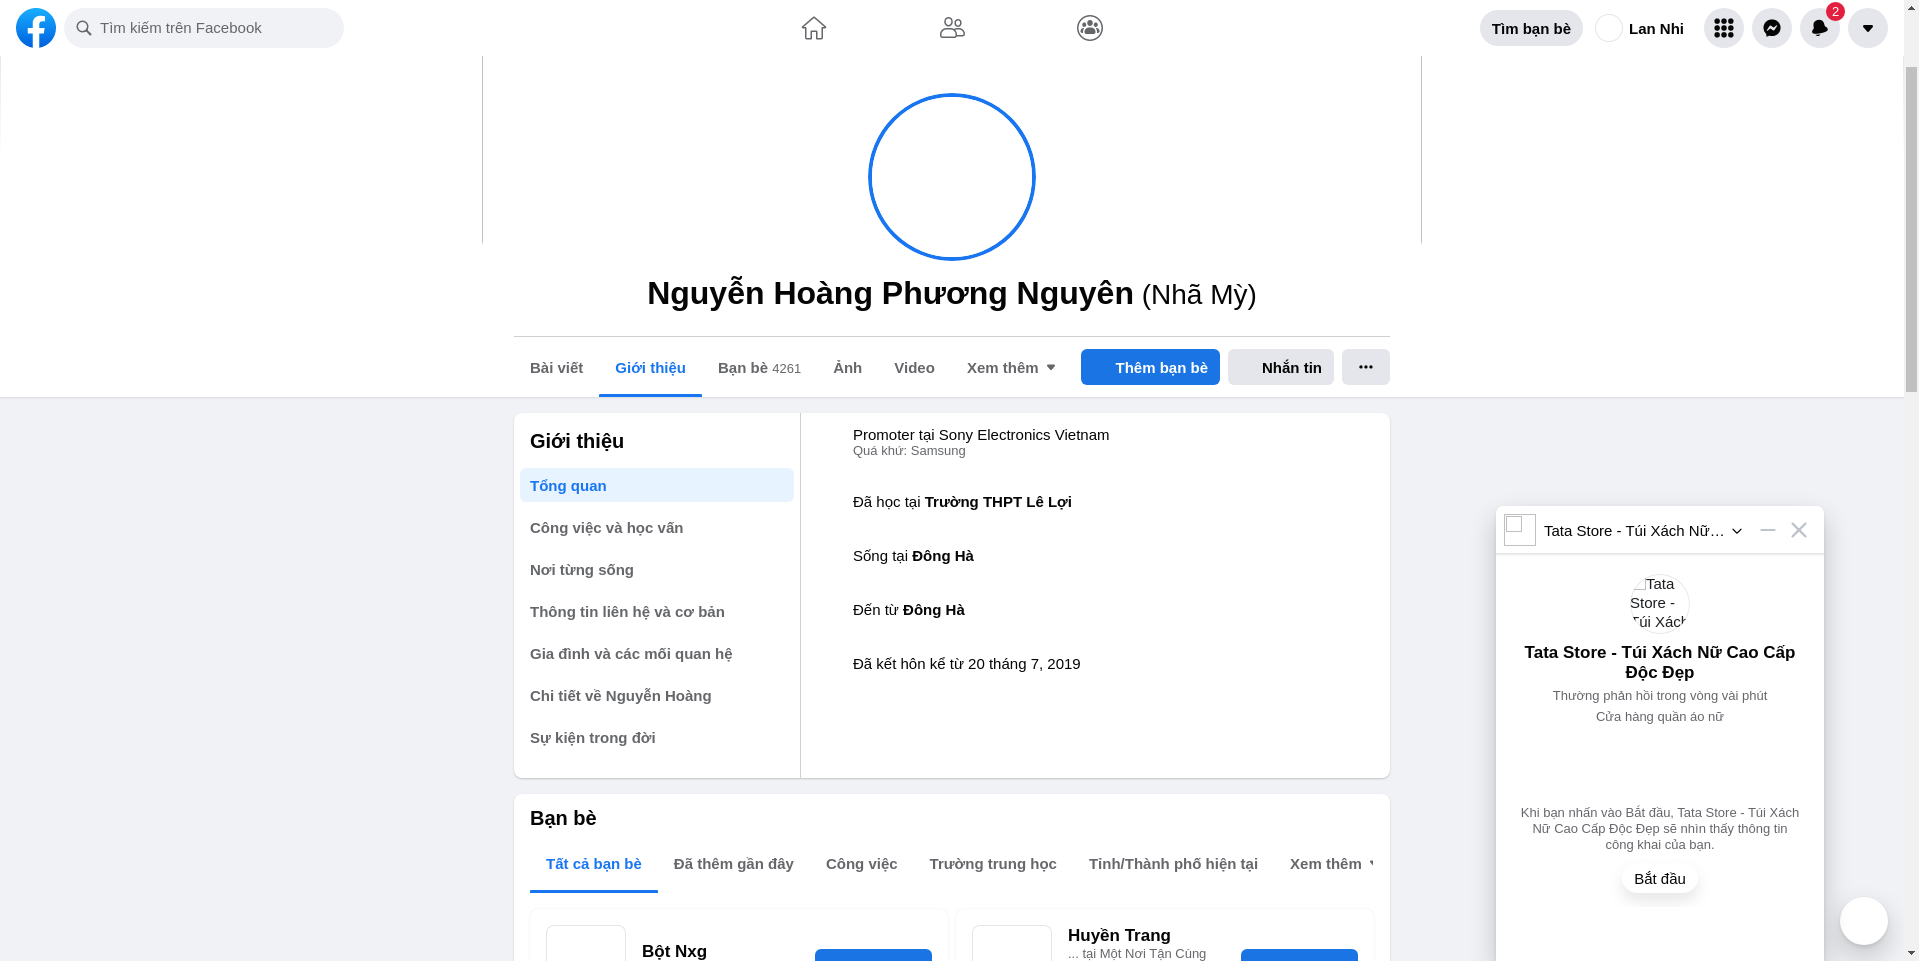 Tìm kiếm trên Facebook
Tìm bạn bè
Lan Nhi
2
Nguyễn Hoàng Phương Nguyên (Nhã Mỳ)
Bài viết
Giới thiệu
Bạn bè 4261
Ảnh
Video
Xem thêm
Thêm bạn bè
Nhắn tin
Giới thiệu
Tổng quan
Công việc và học vấn
Nơi từng sống
Thông tin liên hệ và cơ bản
Gia đình và các mối quan hệ
Chi tiết về Nguyễn Hoàng
Sự kiện trong đời
Promoter tại Sony Electronics Vietnam
Quá khứ: Samsung
Đã học tại Trường THPT Lê Lợi
Sống tại Đông Hà
Đến từ Đông Hà
Đã kết hôn kể từ 20 tháng 7, 2019
Bạn bè
Tất cả bạn bè
Đã thêm gần đây
Công việc
Trường trung học
Tỉnh/Thành phố hiện tại
Xem thêm
Bột Nxg
Huyền Trang
... tại Một Nơi Tận Cùng
Tata Store - Túi Xách Nữ…
Tata
Store -
Túi Xách
Tata Store - Túi Xách Nữ Cao Cấp
Độc Đẹp
Thường phản hồi trong vòng vài phút
Cửa hàng quần áo nữ
Khi bạn nhấn vào Bắt đầu, Tata Store - Túi Xách
Nữ Cao Cấp Độc Đẹp sẽ nhìn thấy thông tin
công khai của bạn.
Bắt đầu